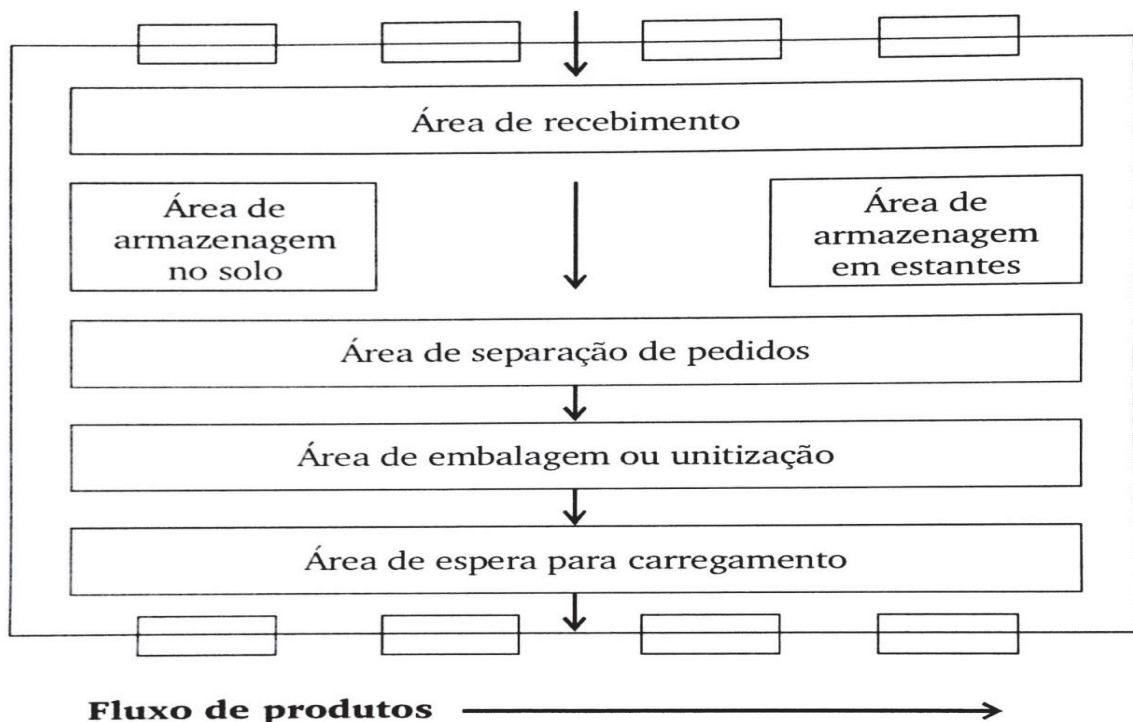 Área de recebimento
Área de
armazenagem
no solo
Área de
armazenagem
em estantes
Área de separação de pedidos
Área de embalagem ou unitização
Área de espera para carregamento
Fluxo de produtos